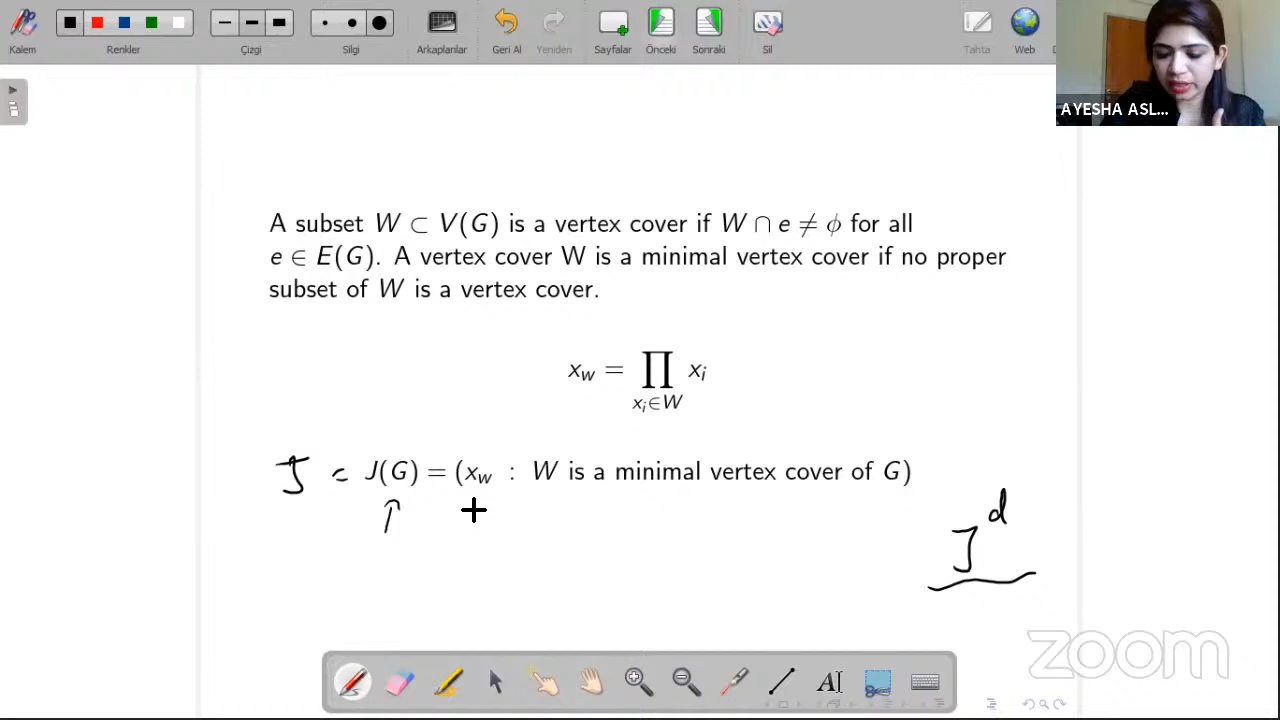 Kalem Renkler Çizgi Silgi Arkaplanlar Geri Al Yeniden Sayfalar Önceki Sonraki Sil Tahta Web
AYESHA ASL...
A subset W ⊂ V(G) is a vertex cover if W ∩ e ≠ ϕ for all
e ∈ E(G). A vertex cover W is a minimal vertex cover if no proper
subset of W is a vertex cover.
x_w = ∏_{x_i∈W} x_i
J = J(G) = (x_w : W is a minimal vertex cover of G)
J^d
AI
zoom